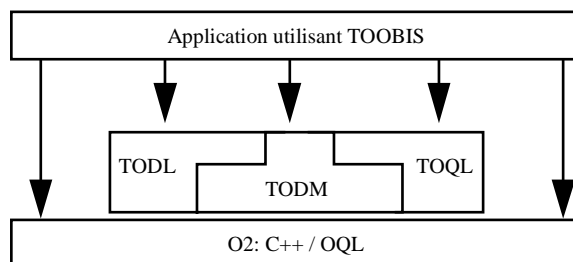 Application utilisant TOOBIS
TODL
TOQL
TODM
O2: C++ / OQL